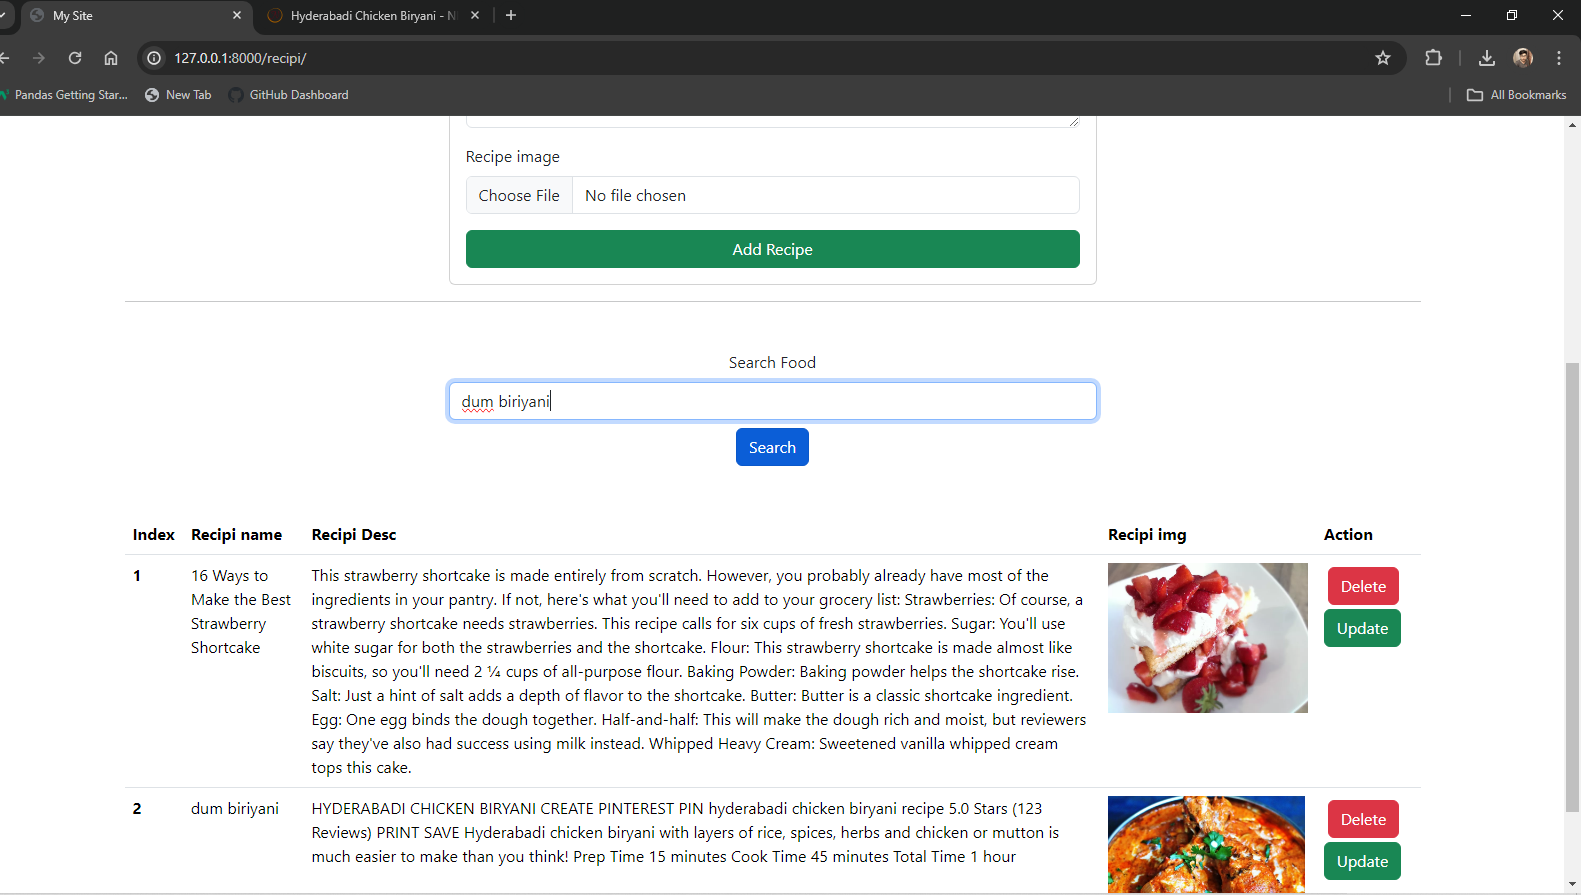 My Site
Hyderabadi Chicken Biryani - N
127.0.0.1:8000/recipi/
Pandas Getting Star...
New Tab
GitHub Dashboard
All Bookmarks
Recipe image
Choose File
No file chosen
Add Recipe
Search Food
dum biriyani
Search
Index
Recipi name
Recipi Desc
Recipi img
Action
1
16 Ways to
Make the Best
Strawberry
Shortcake
This strawberry shortcake is made entirely from scratch. However, you probably already have most of the
ingredients in your pantry. If not, here's what you'll need to add to your grocery list: Strawberries: Of course, a
strawberry shortcake needs strawberries. This recipe calls for six cups of fresh strawberries. Sugar: You'll use
white sugar for both the strawberries and the shortcake. Flour: This strawberry shortcake is made almost like
biscuits, so you'll need 2 ¼ cups of all-purpose flour. Baking Powder: Baking powder helps the shortcake rise.
Salt: Just a hint of salt adds a depth of flavor to the shortcake. Butter: Butter is a classic shortcake ingredient.
Egg: One egg binds the dough together. Half-and-half: This will make the dough rich and moist, but reviewers
say they've also had success using milk instead. Whipped Heavy Cream: Sweetened vanilla whipped cream
tops this cake.
Delete
Update
2
dum biriyani
HYDERABADI CHICKEN BIRYANI CREATE PINTEREST PIN hyderabadi chicken biryani recipe 5.0 Stars (123
Reviews) PRINT SAVE Hyderabadi chicken biryani with layers of rice, spices, herbs and chicken or mutton is
much easier to make than you think! Prep Time 15 minutes Cook Time 45 minutes Total Time 1 hour
Delete
Update